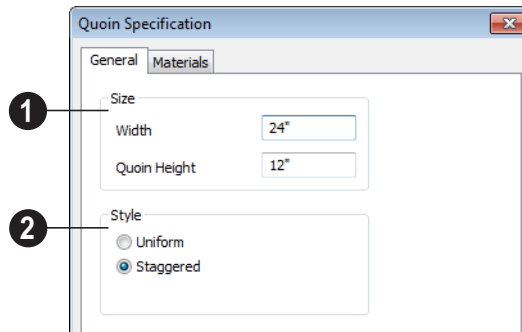 Quoin Specification
General Materials
1
Size
Width 24"
Quoin Height 12"
2
Style
Uniform
Staggered